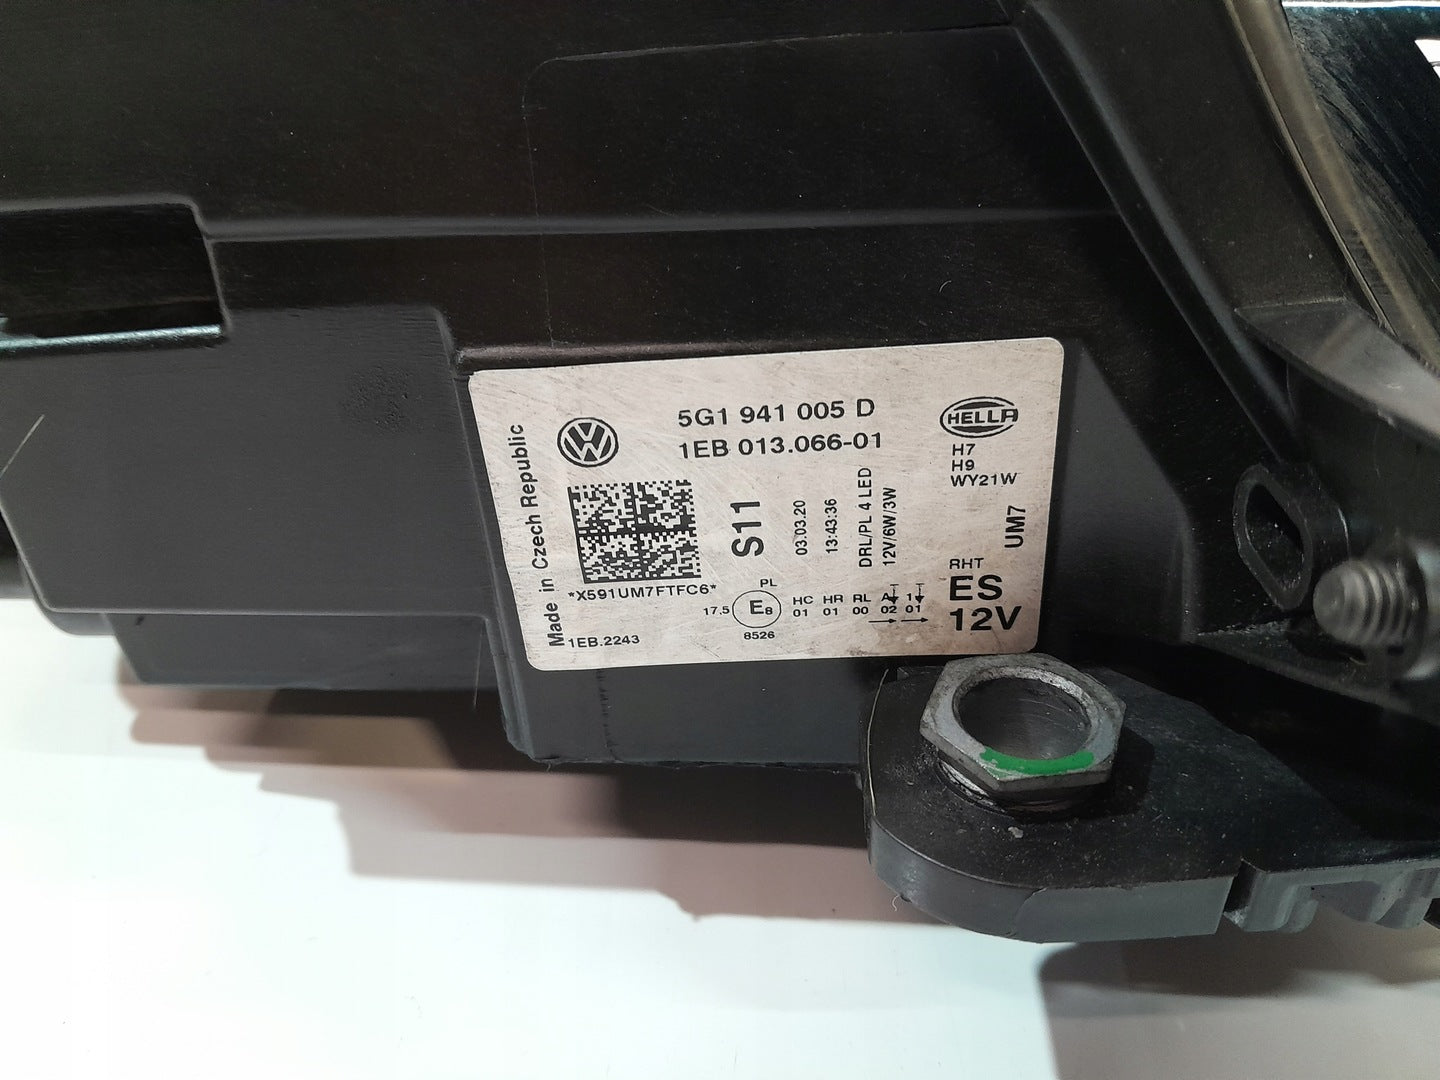 Made in Czech Republic
5G1 941 005 D
1EB 013.066-01
HELLA
H7
H9
WY21W
S11
03.03.20
13:43:36
DRL/PL 4 LED
12V/6W/3W
UM7
*X591UM7FTFC6*
1EB.2243
17.5
PL
E8
8526
HC HR RL A 1
01 01 00 02 01
RHT
ES
12V